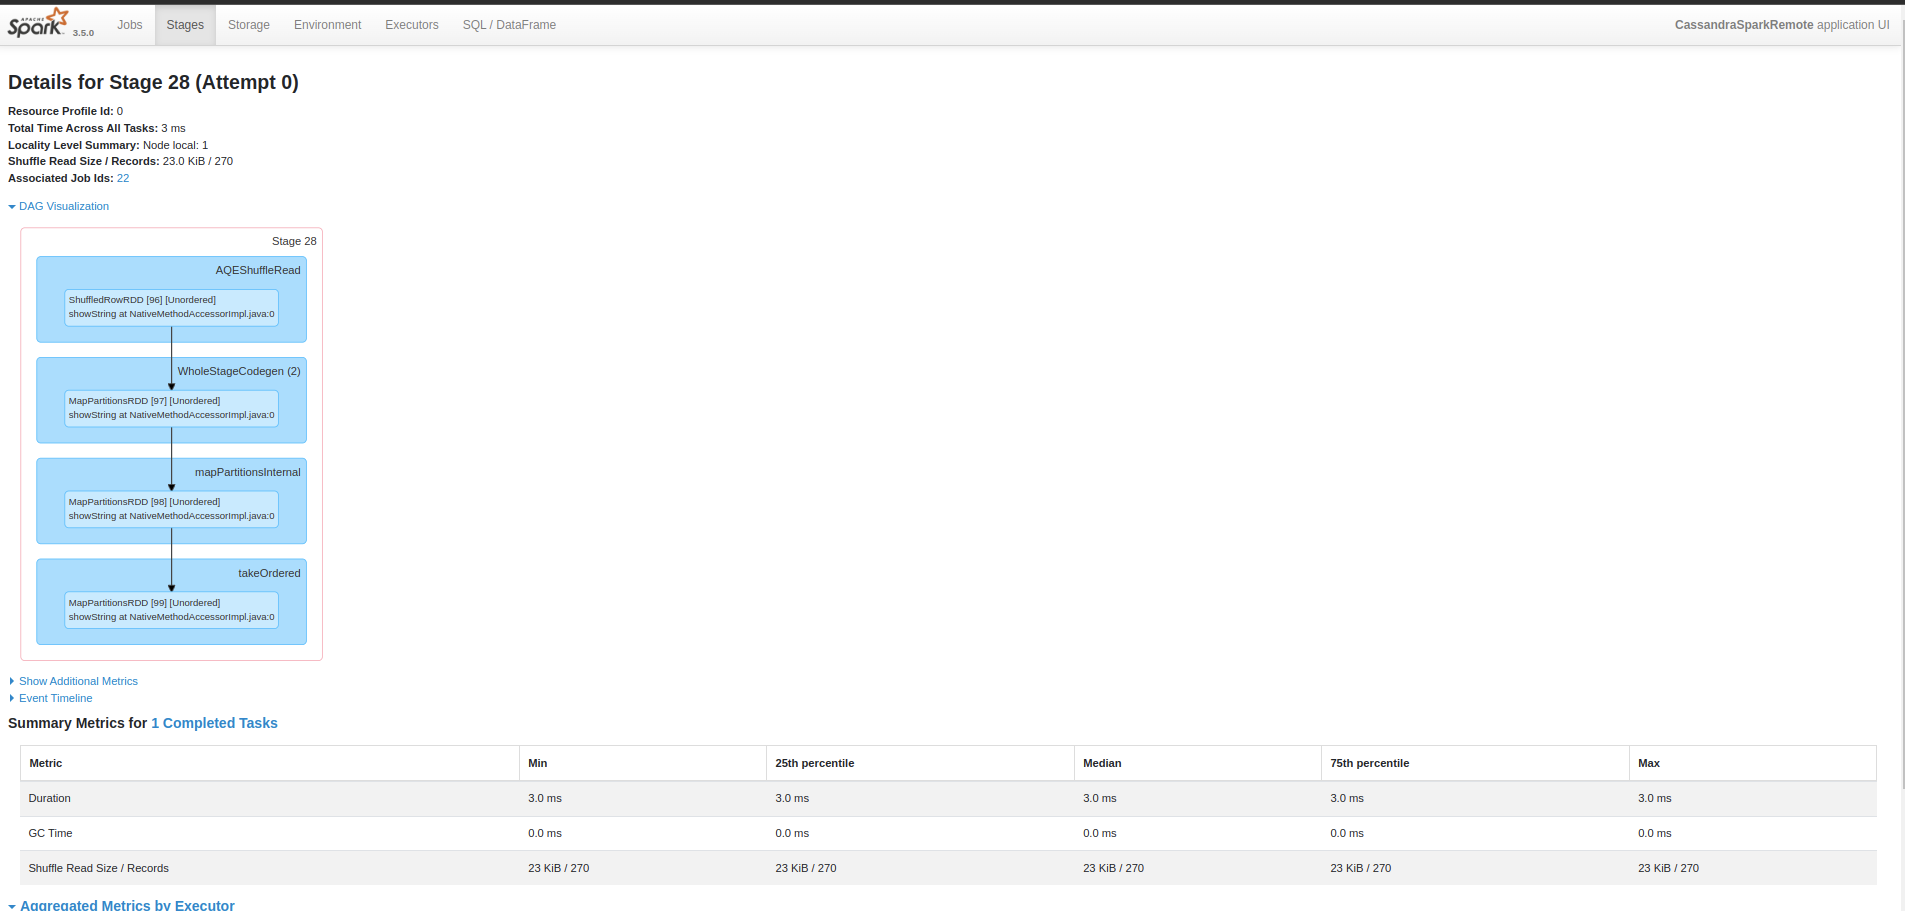 APACHE
Spark 3.5.0 Jobs Stages Storage Environment Executors SQL / DataFrame CassandraSparkRemote application UI
Details for Stage 28 (Attempt 0)
Resource Profile Id: 0
Total Time Across All Tasks: 3 ms
Locality Level Summary: Node local: 1
Shuffle Read Size / Records: 23.0 KiB / 270
Associated Job Ids: 22
DAG Visualization
Stage 28
AQEShuffleRead
ShuffledRowRDD [96] [Unordered]
showString at NativeMethodAccessorImpl.java:0
WholeStageCodegen (2)
MapPartitionsRDD [97] [Unordered]
showString at NativeMethodAccessorImpl.java:0
mapPartitionsInternal
MapPartitionsRDD [98] [Unordered]
showString at NativeMethodAccessorImpl.java:0
takeOrdered
MapPartitionsRDD [99] [Unordered]
showString at NativeMethodAccessorImpl.java:0
Show Additional Metrics
Event Timeline
Summary Metrics for 1 Completed Tasks
Metric Min 25th percentile Median 75th percentile Max
Duration 3.0 ms 3.0 ms 3.0 ms 3.0 ms 3.0 ms
GC Time 0.0 ms 0.0 ms 0.0 ms 0.0 ms 0.0 ms
Shuffle Read Size / Records 23 KiB / 270 23 KiB / 270 23 KiB / 270 23 KiB / 270 23 KiB / 270
Aggregated Metrics by Executor